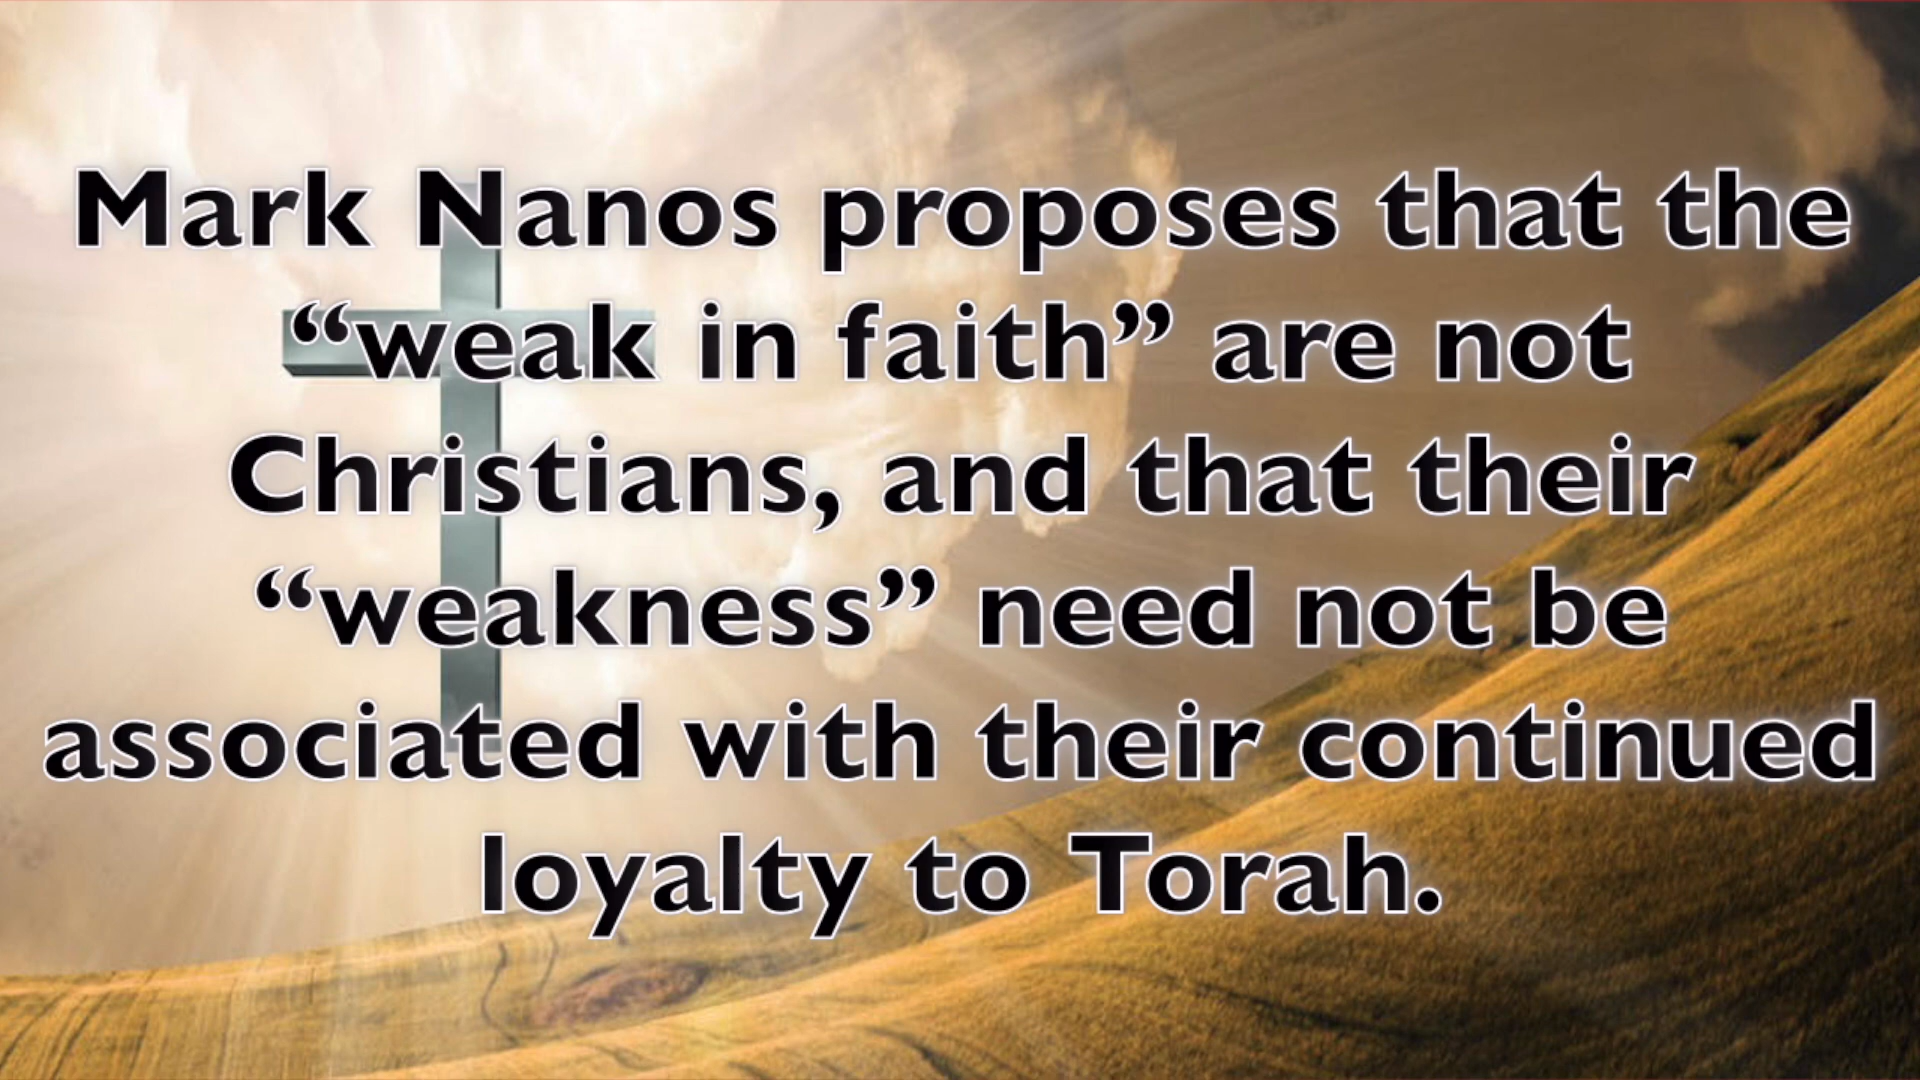 Mark Nanos proposes that the
“weak in faith” are not
Christians, and that their
“weakness” need not be
associated with their continued
loyalty to Torah.